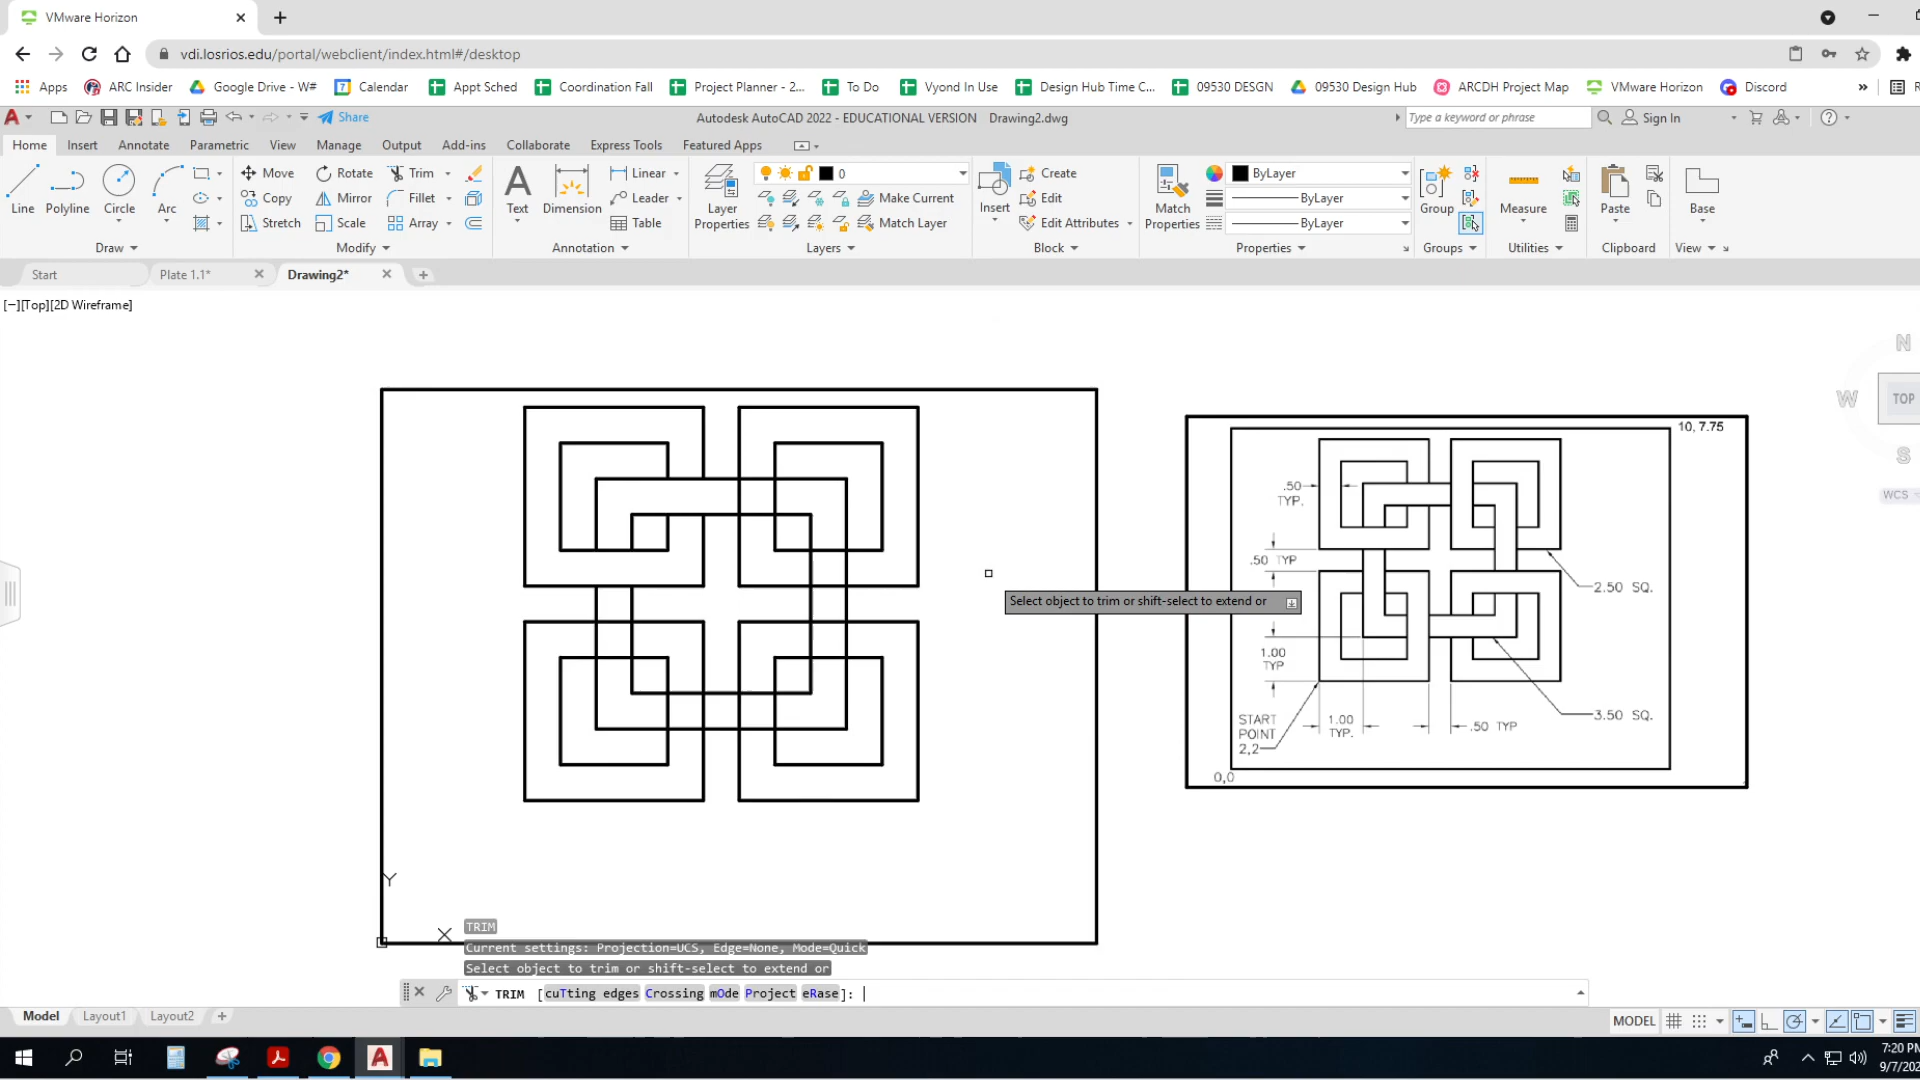 VMware Horizon
vdi.losrios.edu/portal/webclient/index.html#/desktop
Apps ARC Insider Google Drive - W# Calendar Appt Sched Coordination Fall Project Planner - 2... To Do Vyond In Use Design Hub Time C... 09530 DESGN 09530 Design Hub ARCDH Project Map VMware Horizon Discord »
Share Autodesk AutoCAD 2022 - EDUCATIONAL VERSION Drawing2.dwg Type a keyword or phrase Sign In
Home Insert Annotate Parametric View Manage Output Add-ins Collaborate Express Tools Featured Apps
Move Rotate Trim Linear 0 Create ByLayer
Copy Mirror Fillet Leader Make Current Edit ByLayer
Line Polyline Circle Arc Text Dimension Layer Properties Insert Match Properties Group Measure Paste Base
Stretch Scale Array Table Match Layer Edit Attributes ByLayer
Draw Modify Annotation Layers Block Properties Groups Utilities Clipboard View
Start Plate 1.1* Drawing2*
[−][Top][2D Wireframe]
N
W TOP
S
WCS
10, 7.75
.50
TYP.
.50 TYP
2.50 SQ.
1.00
TYP
START
POINT
2,2
1.00
TYP.
.50 TYP
3.50 SQ.
0,0
Select object to trim or shift-select to extend or
Y
X
TRIM
Current settings: Projection=UCS, Edge=None, Mode=Quick
Select object to trim or shift-select to extend or
TRIM [cuTting edges Crossing mOde Project eRase]:
Model Layout1 Layout2
MODEL
7:20 PM